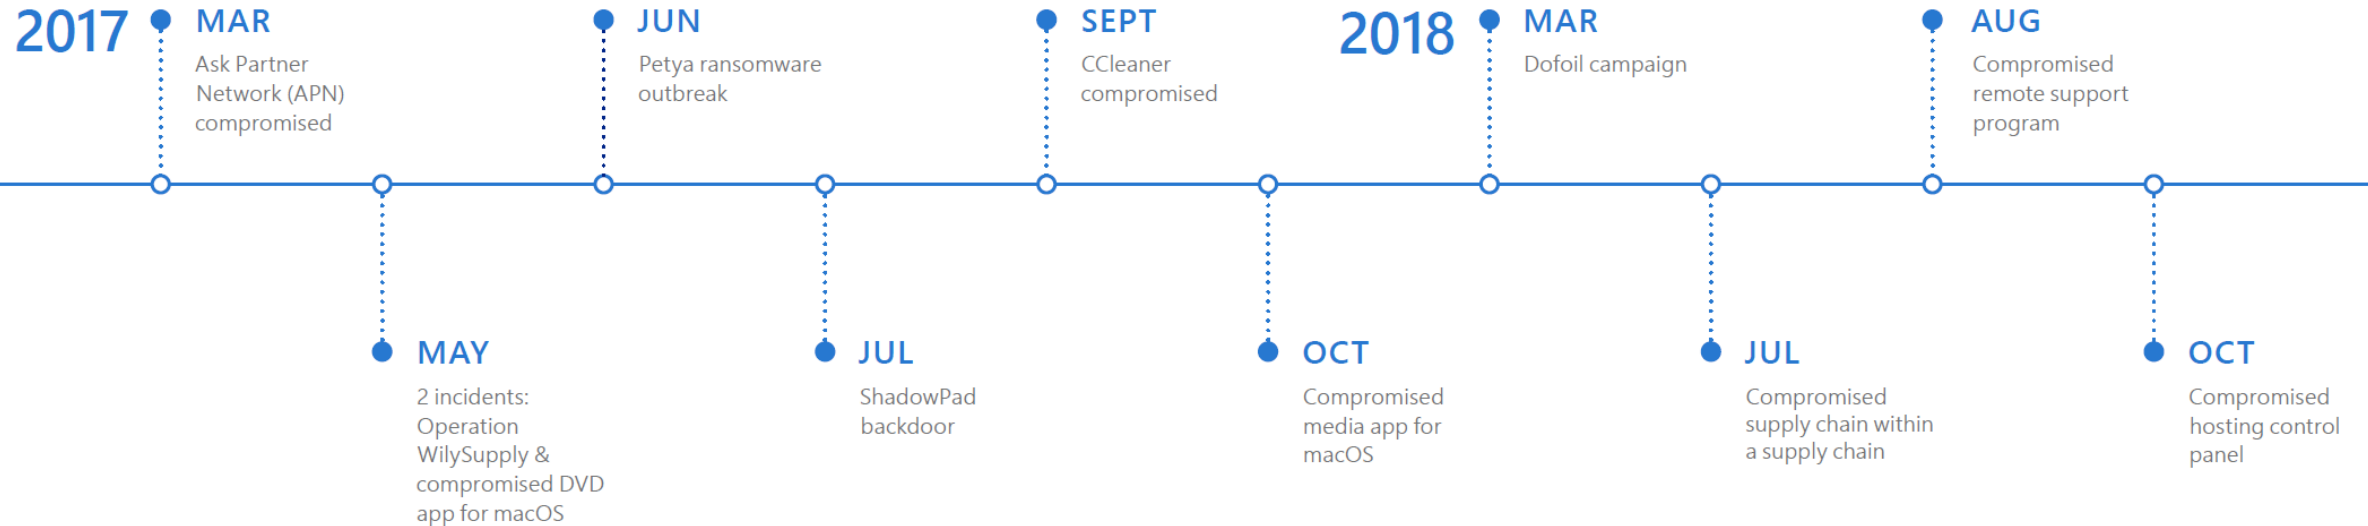 2017
MAR
Ask Partner
Network (APN)
compromised
MAY
2 incidents:
Operation
WilySupply &
compromised DVD
app for macOS
JUN
Petya ransomware
outbreak
JUL
ShadowPad
backdoor
SEPT
CCleaner
compromised
OCT
Compromised
media app for
macOS
2018
MAR
Dofoil campaign
JUL
Compromised
supply chain within
a supply chain
AUG
Compromised
remote support
program
OCT
Compromised
hosting control
panel